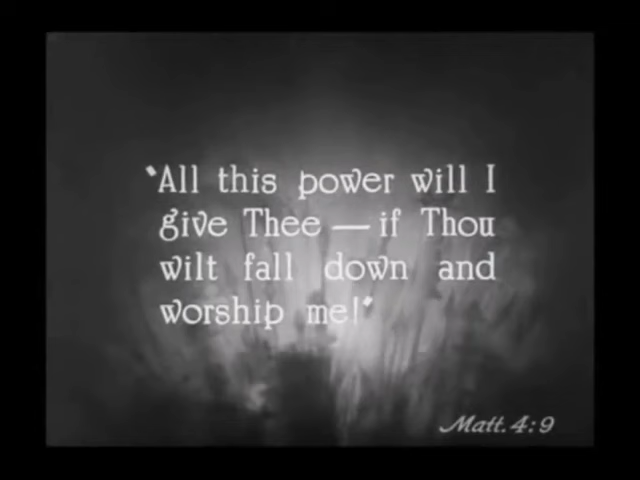 "All this power will I
give Thee — if Thou
wilt fall down and
worship me!"
Matt. 4:9